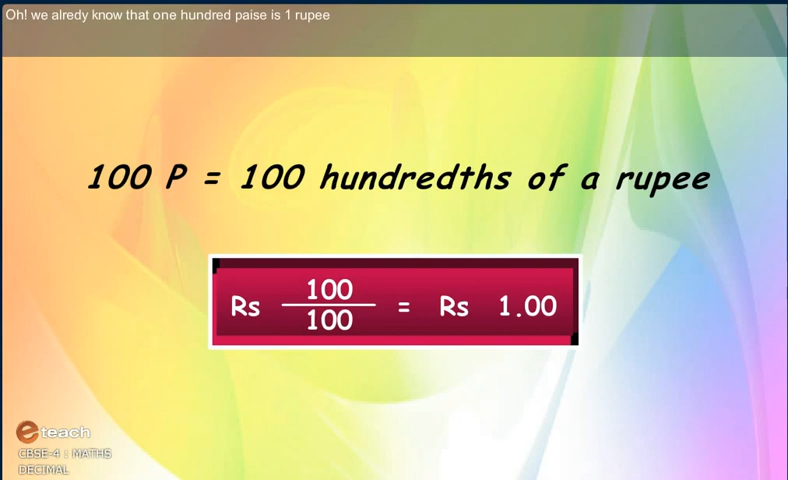 Oh! we alredy know that one hundred paise is 1 rupee
100 P = 100 hundredths of a rupee
Rs 100/100 = Rs 1.00
e teach
CBSE-4 : MATHS
DECIMAL